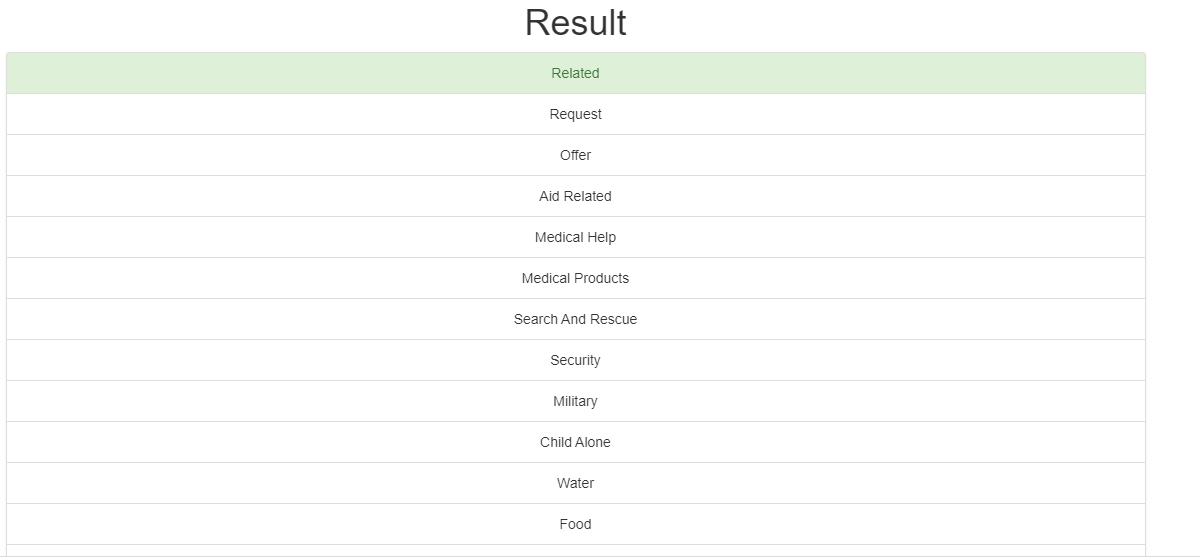 Result
Related
Request
Offer
Aid Related
Medical Help
Medical Products
Search And Rescue
Security
Military
Child Alone
Water
Food